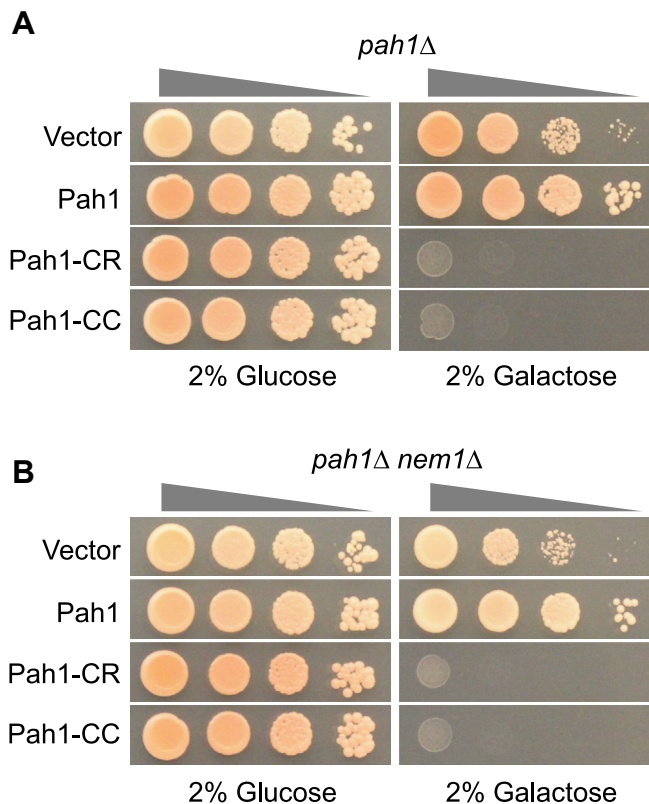 A
pah1Δ
Vector
Pah1
Pah1-CR
Pah1-CC
2% Glucose
2% Galactose
B
pah1Δ nem1Δ
Vector
Pah1
Pah1-CR
Pah1-CC
2% Glucose
2% Galactose